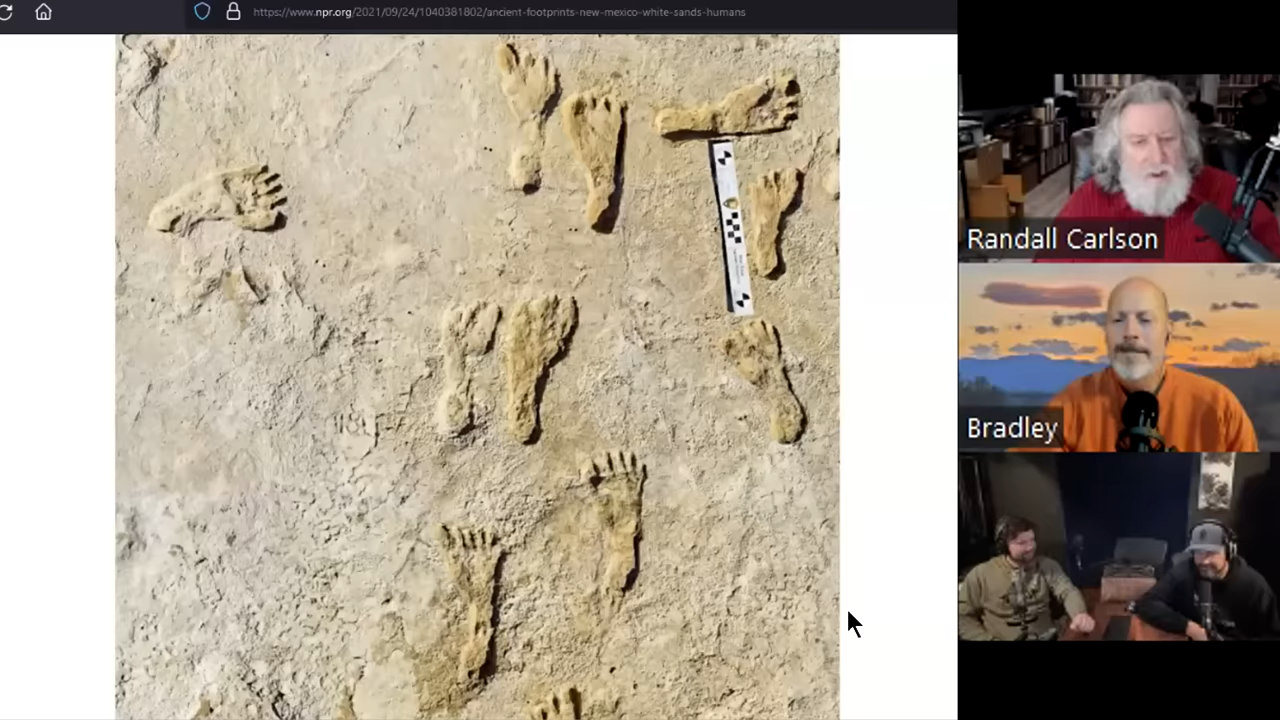 https://www.npr.org/2021/09/24/1040381802/ancient-footprints-new-mexico-white-sands-humans
Randall Carlson
Bradley